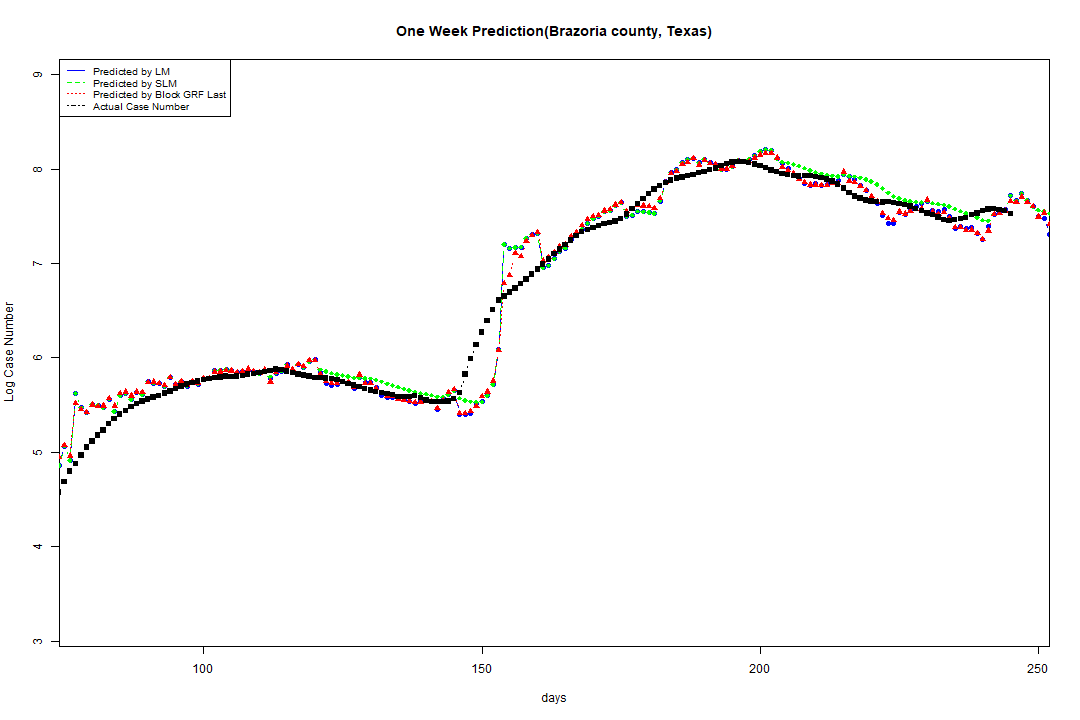 One Week Prediction(Brazoria county, Texas)
Predicted by LM
Predicted by SLM
Predicted by Block GRF Last
Actual Case Number
9
8
7
6
5
4
3
Log Case Number
100 150 200 250
days